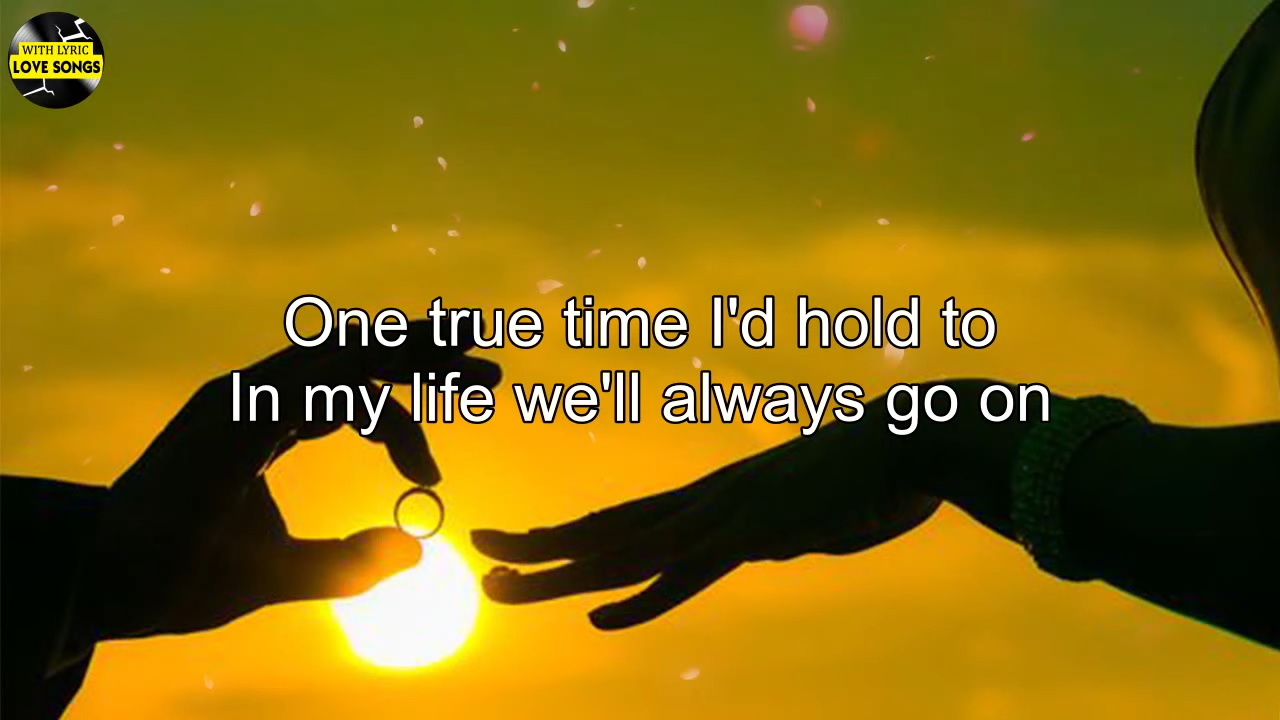 WITH LYRIC
LOVE SONGS
One true time I'd hold to
In my life we'll always go on